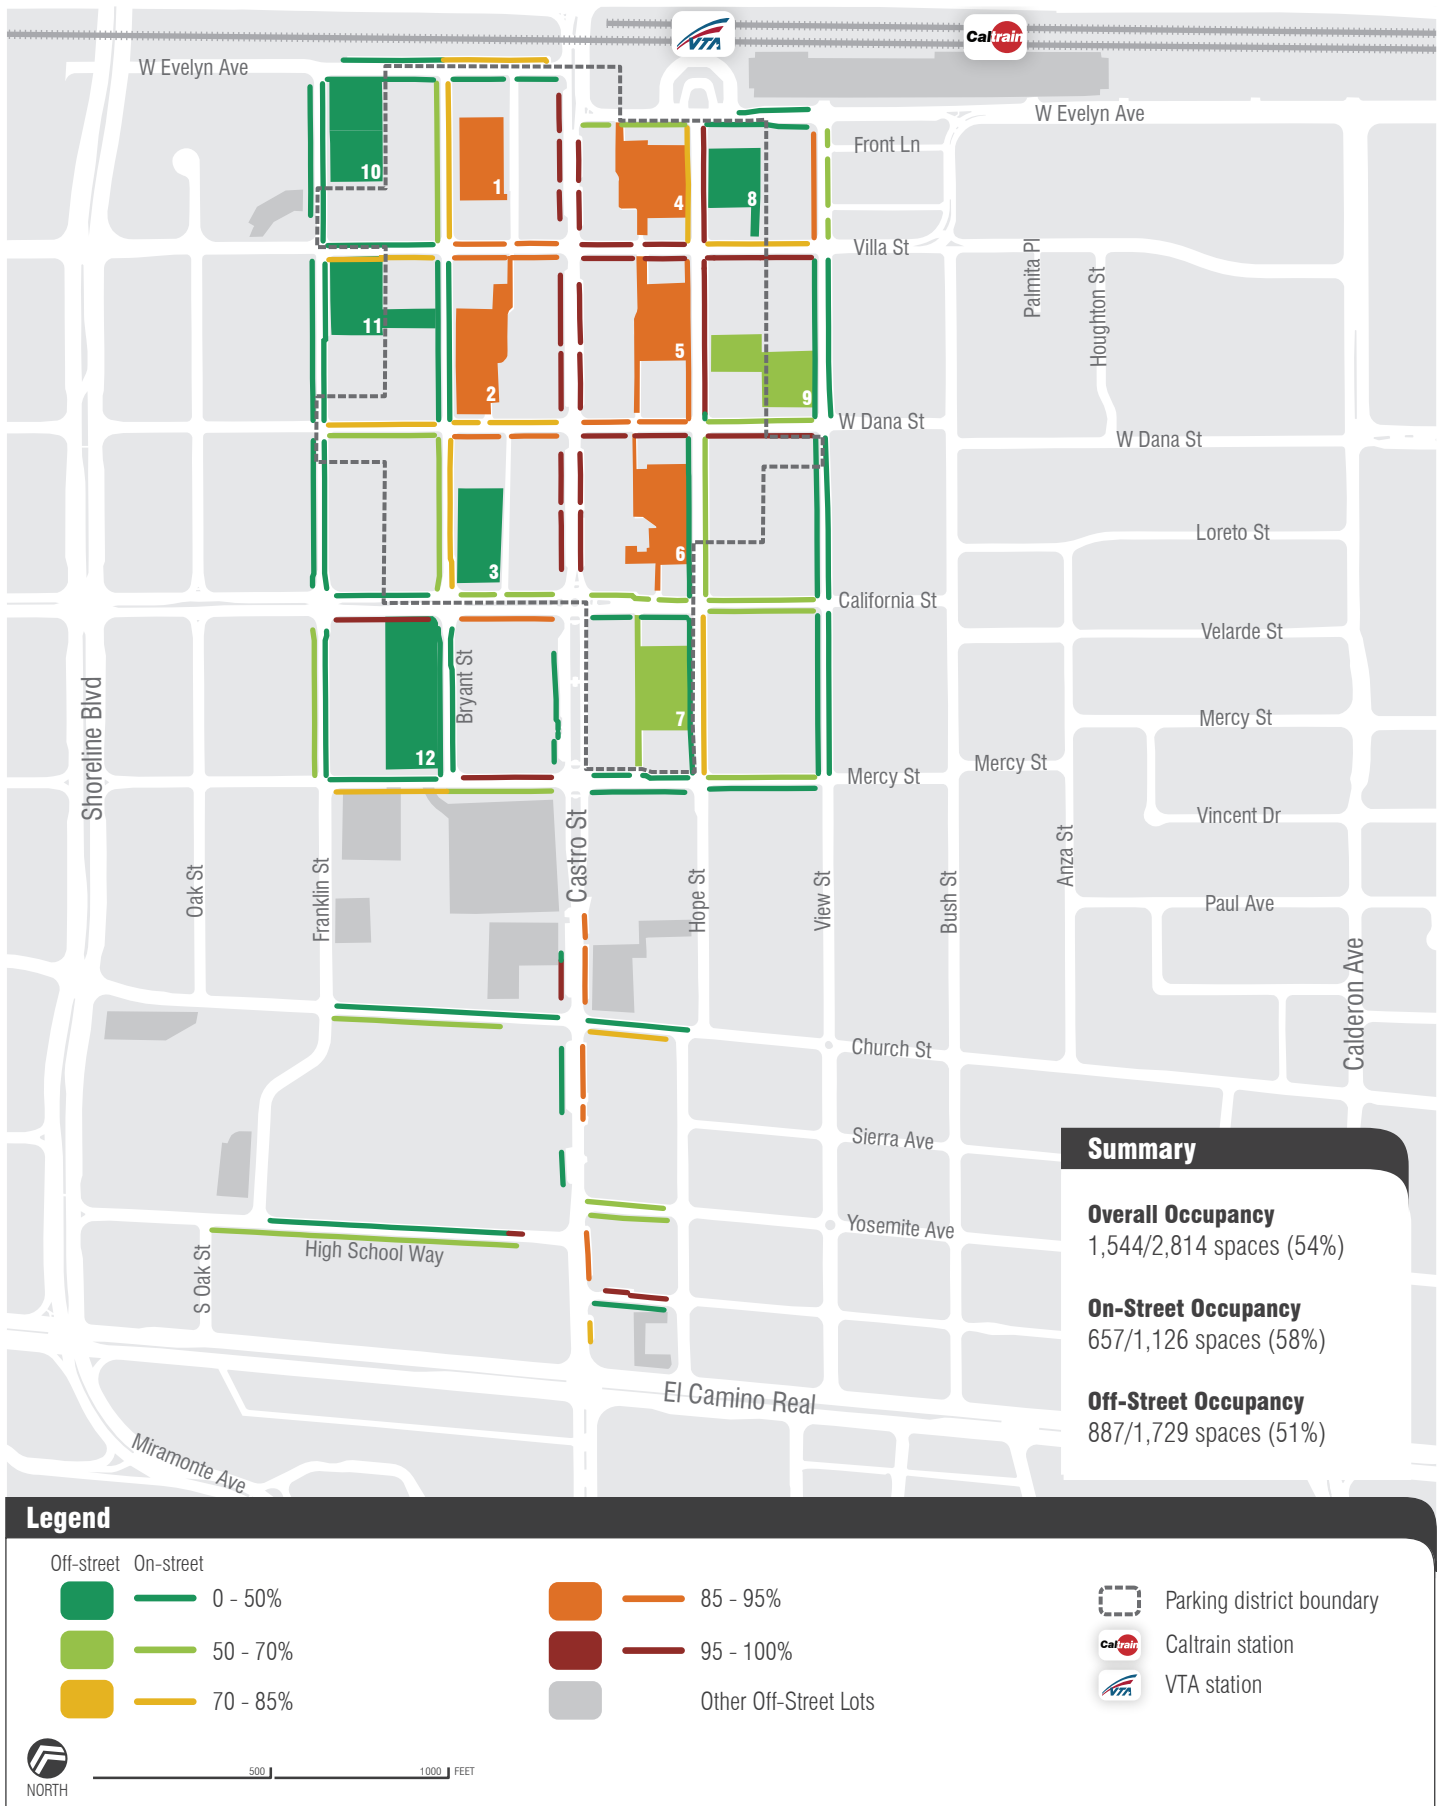 VTA
Caltrain
W Evelyn Ave
W Evelyn Ave
Front Ln
10
1
4
8
Villa St
Palmita Pl
Houghton St
11
5
2
9
W Dana St
W Dana St
Loreto St
6
3
California St
Velarde St
Bryant St
Shoreline Blvd
7
Mercy St
12
Mercy St
Mercy St
Vincent Dr
Castro St
Anza St
Oak St
Franklin St
Hope St
View St
Bush St
Paul Ave
Calderon Ave
Church St
Sierra Ave
Summary
Overall Occupancy
1,544/2,814 spaces (54%)
Yosemite Ave
High School Way
S Oak St
On-Street Occupancy
657/1,126 spaces (58%)
El Camino Real
Off-Street Occupancy
887/1,729 spaces (51%)
Miramonte Ave
Legend
Off-street On-street
0 - 50%
50 - 70%
70 - 85%
85 - 95%
95 - 100%
Other Off-Street Lots
Parking district boundary
Caltrain
Caltrain station
VTA
VTA station
NORTH
500
1000 FEET